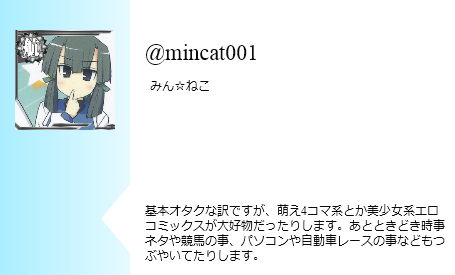 @mincat001
みん☆ねこ
基本オタクな訳ですが、萌え4コマ系とか美少女系エロ
コミックスが大好物だったりします。あとときどき時事
ネタや競馬の事、パソコンや自動車レースの事などもつ
ぶやいてたりします。